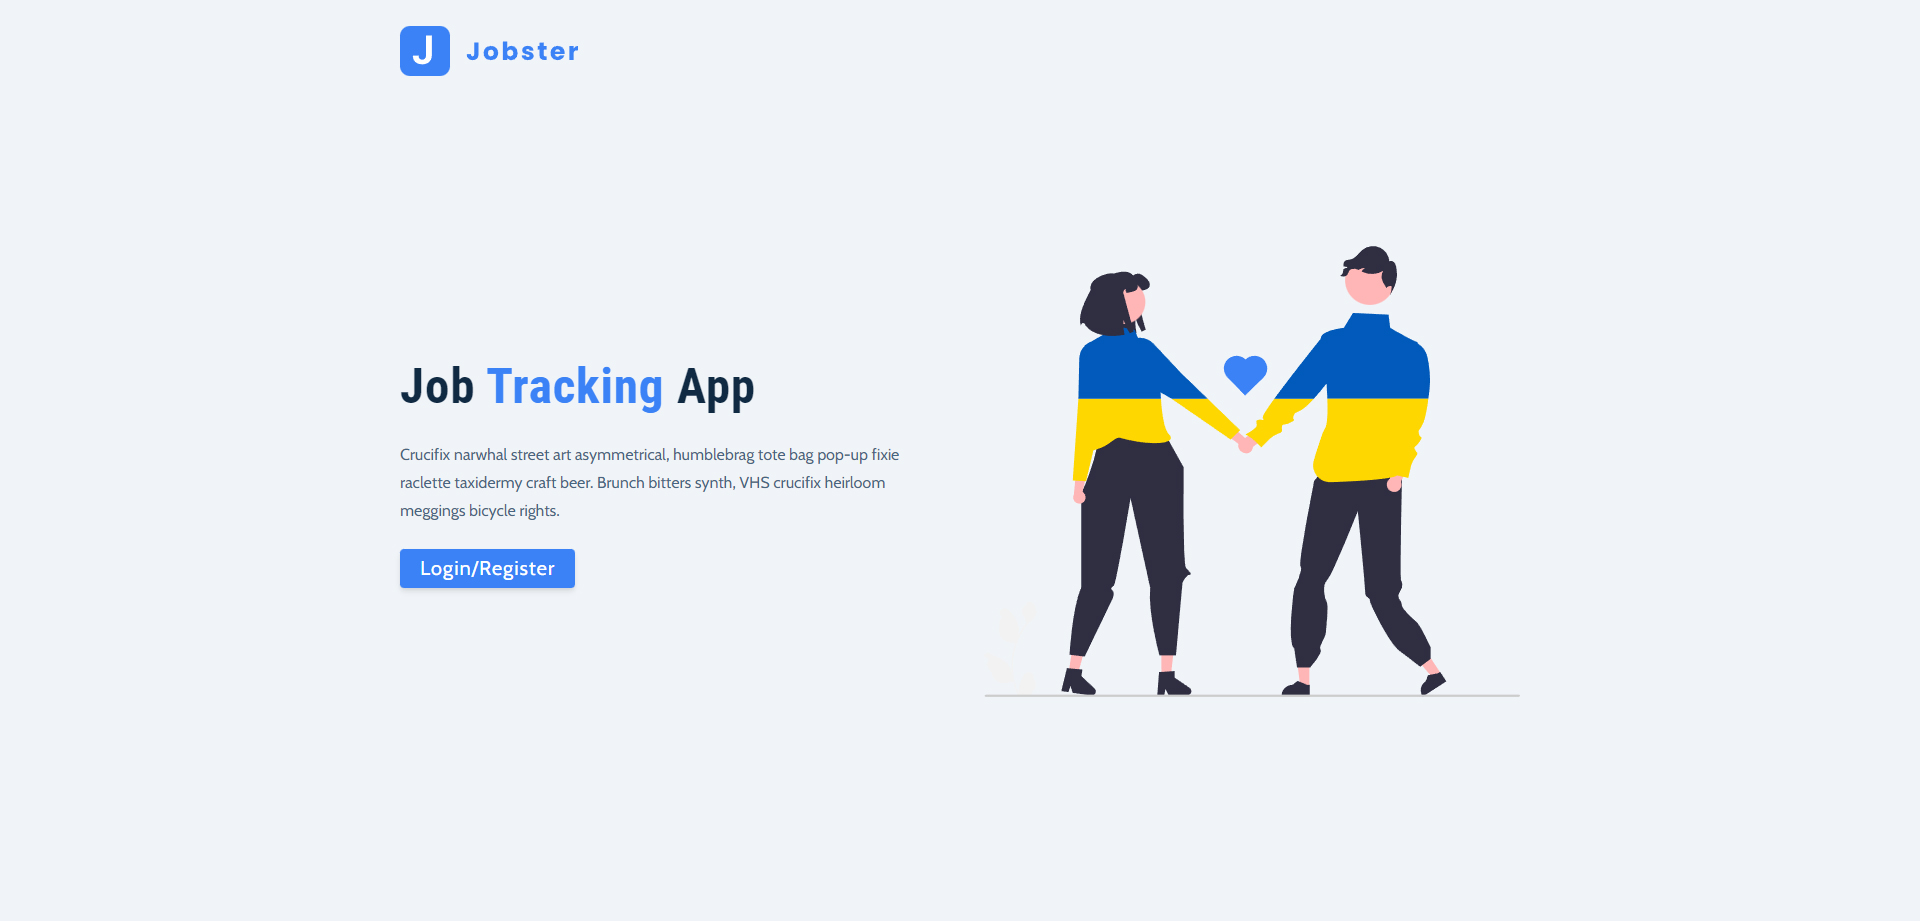 J Jobster
Job Tracking App
Crucifix narwhal street art asymmetrical, humblebrag tote bag pop-up fixie
raclette taxidermy craft beer. Brunch bitters synth, VHS crucifix heirloom
meggings bicycle rights.
Login/Register